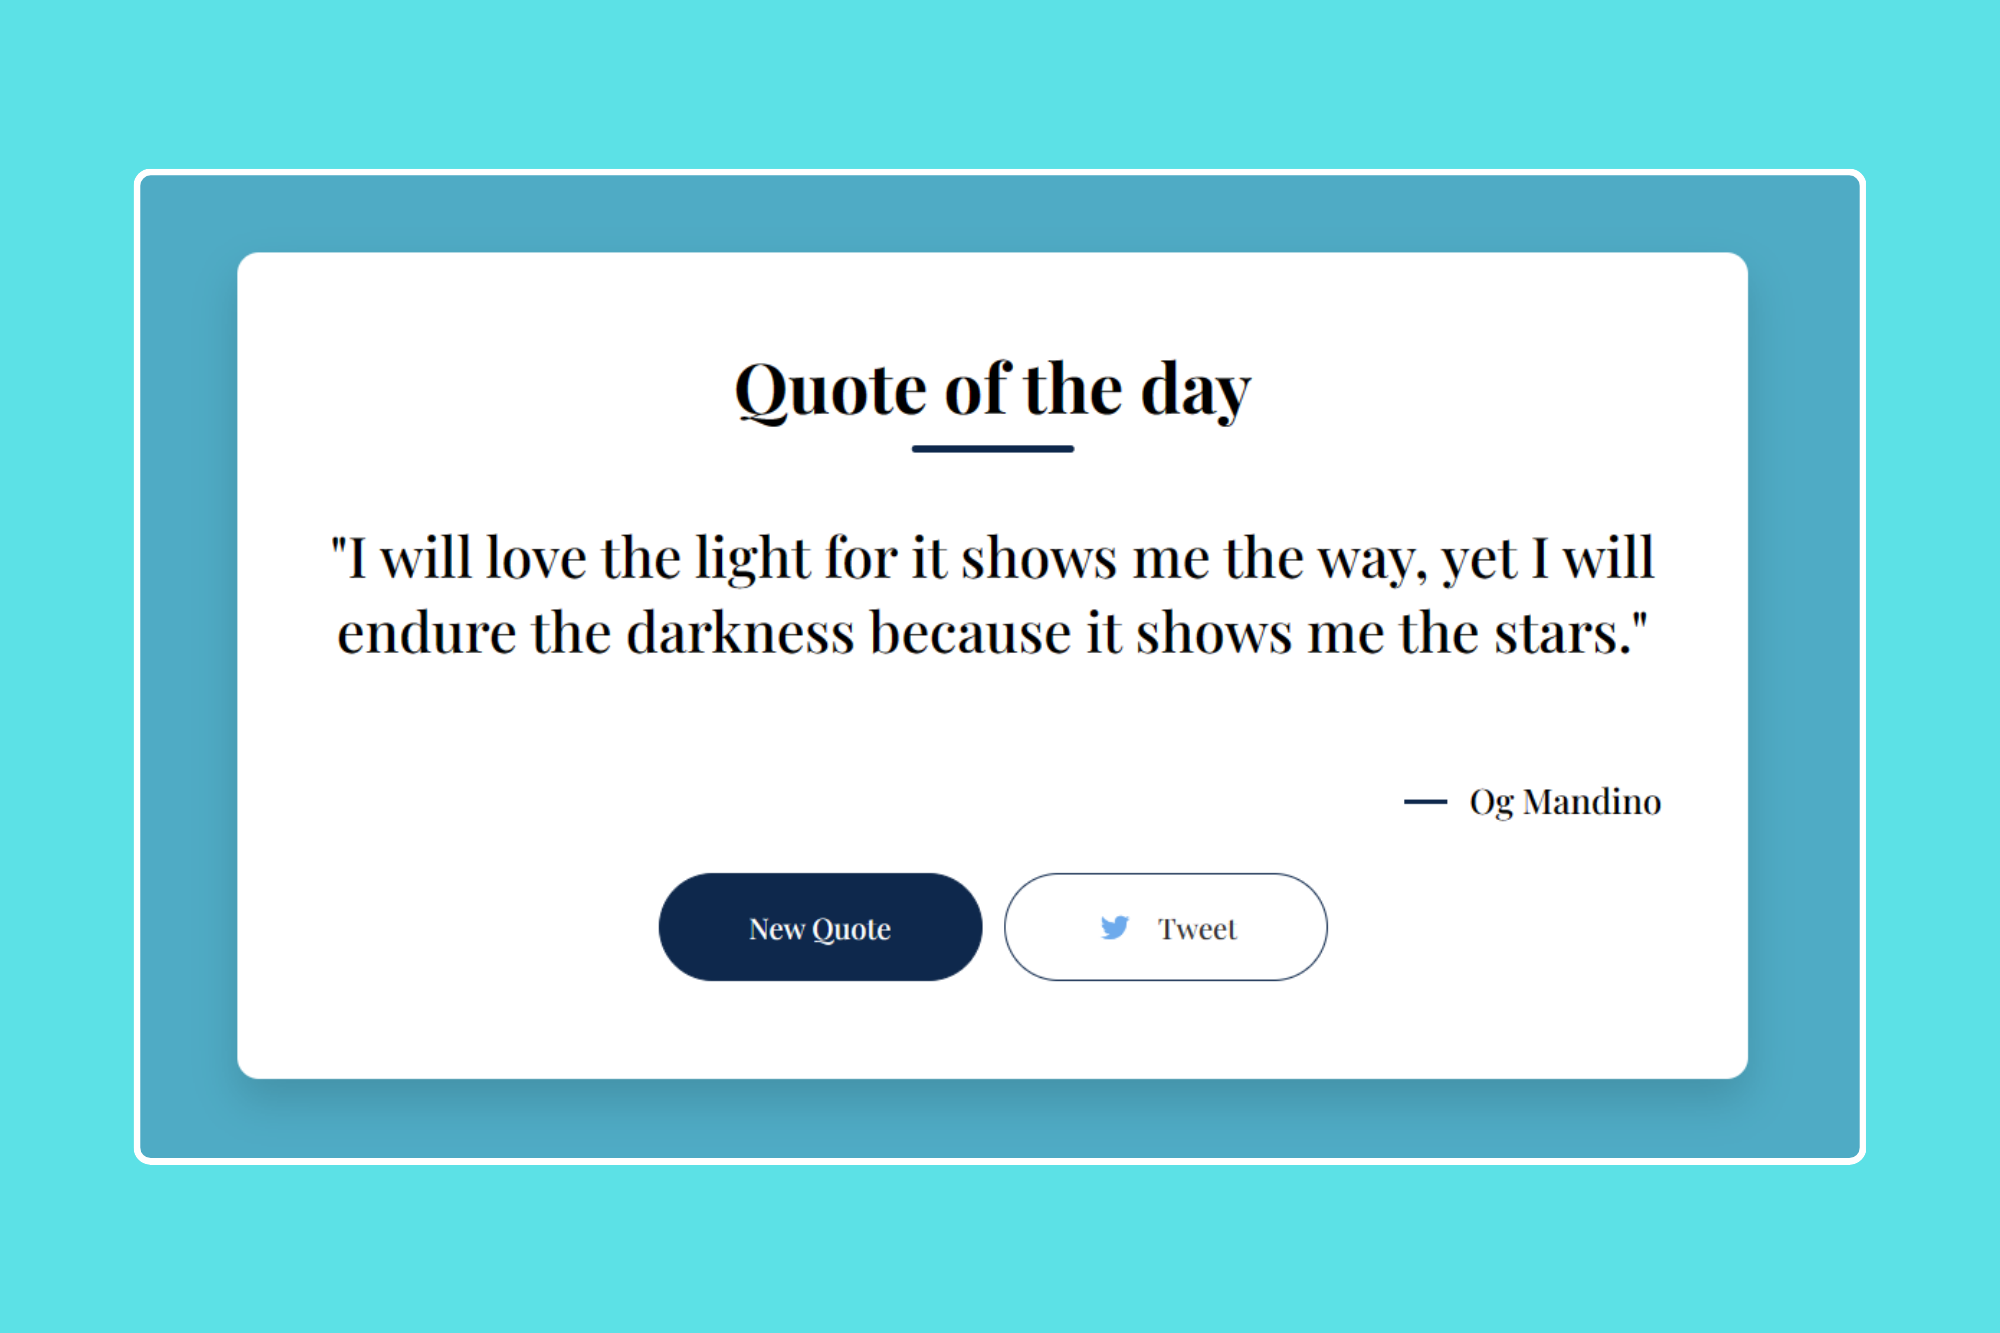 Quote of the day
"I will love the light for it shows me the way, yet I will
endure the darkness because it shows me the stars."
— Og Mandino
New Quote
Tweet